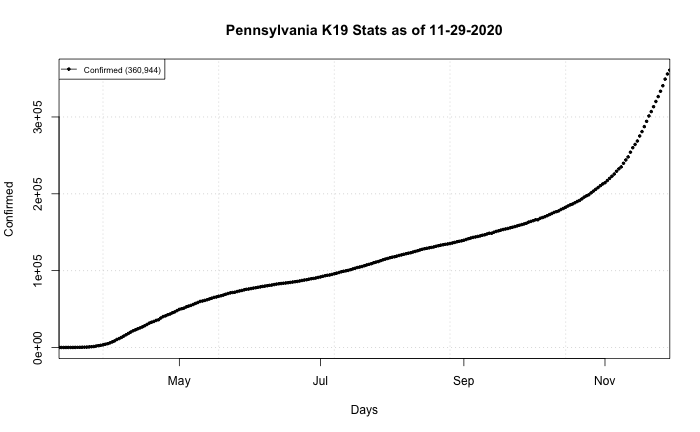 Pennsylvania K19 Stats as of 11-29-2020
Confirmed (360,944)
3e+05
2e+05
1e+05
0e+00
Confirmed
May Jul Sep Nov
Days